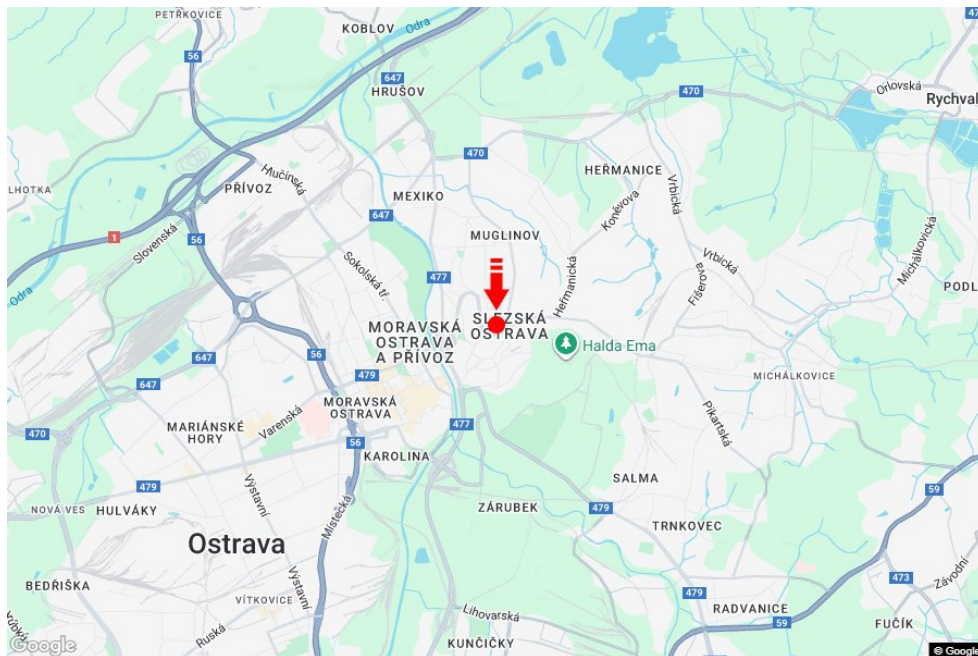 PETŘKOVICE
KOBLOV
Odra
56
647
HRUŠOV
470
Orlovská
Rychval
LHOTKA
PŘÍVOZ
Hlučínská
470
HEŘMANICE
Vrbická
MEXIKO
Koněvova
647
56
1
Slovenská
MUGLINOV
Michálkovická
Odra
Sokolská tř.
477
Heřmanická
Vrbická
Fišerova
PODL
SLEZSKÁ
OSTRAVA
MORAVSKÁ
OSTRAVA
A PŘÍVOZ
Halda Ema
56
647
647
479
MICHÁLKOVICE
MORAVSKÁ
OSTRAVA
Pikartská
MARIÁNSKÉ
HORY
Varenská
477
470
56
KAROLINA
SALMA
479
Výstavní
Místecká
59
NOVÁ VES
HULVÁKY
ZÁRUBEK
479
TRNKOVEC
Ostrava
BEDŘIŠKA
Výstavní
473
Závodní
479
VÍTKOVICE
Lihovarská
RADVANICE
59
FUČÍK
Ruská
KUNČIČKY
Google
© Google